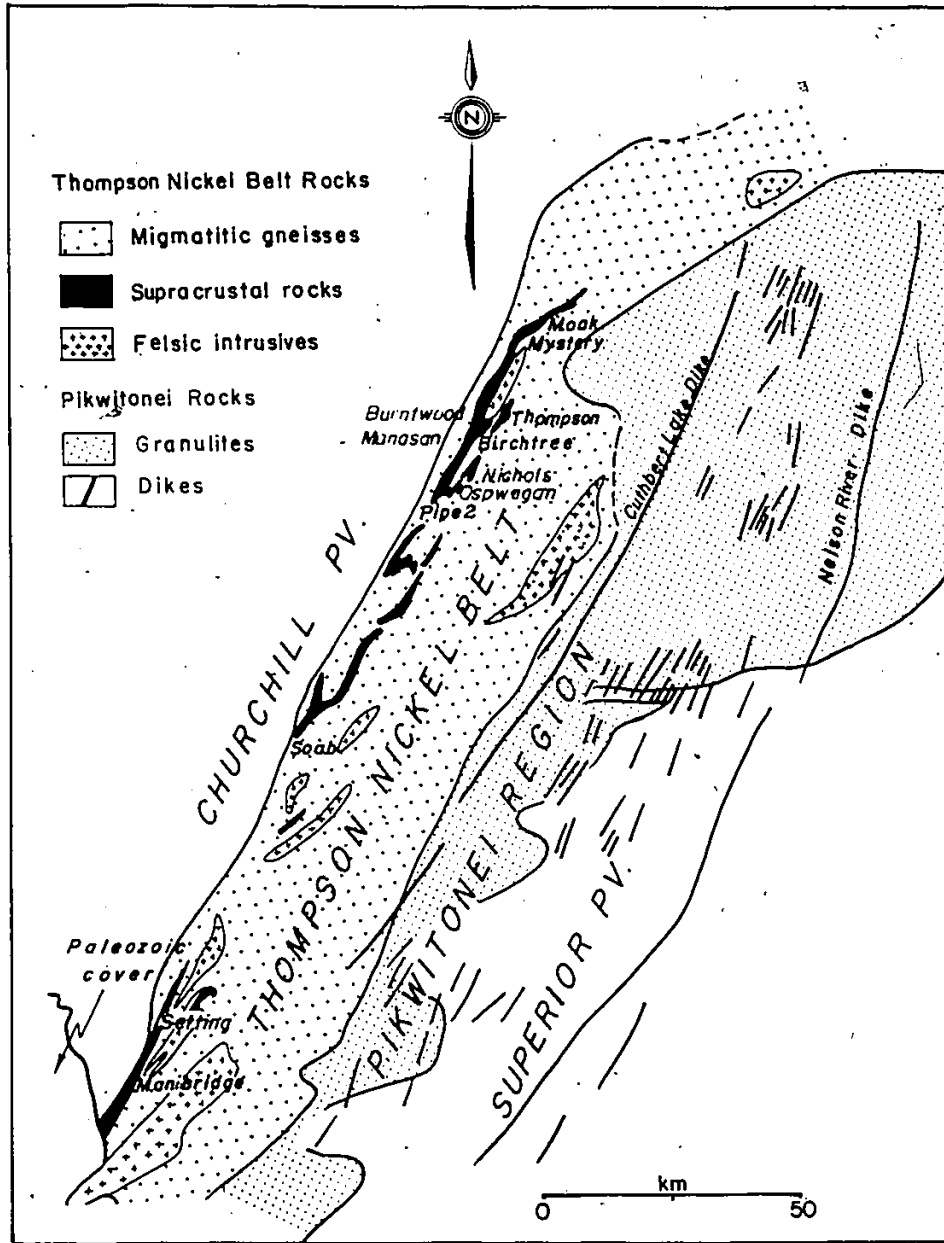 N
Thompson Nickel Belt Rocks
Migmatitic gneisses
Supracrustal rocks
Felsic intrusives
Pikwitonei Rocks
Granulites
Dikes
Moak
Mystery
Burntwood
Manasan
Thompson
Birchtree
Nichols
Ospwagan
Pipe2
Cuthbert Lake Dike
Nelson River Dike
CHURCHILL PV.
THOMPSON NICKEL BELT
PIKWITONEI REGION
SUPERIOR PV.
Soab
Paleozoic
cover
Setting
Manibridge
km
0 50